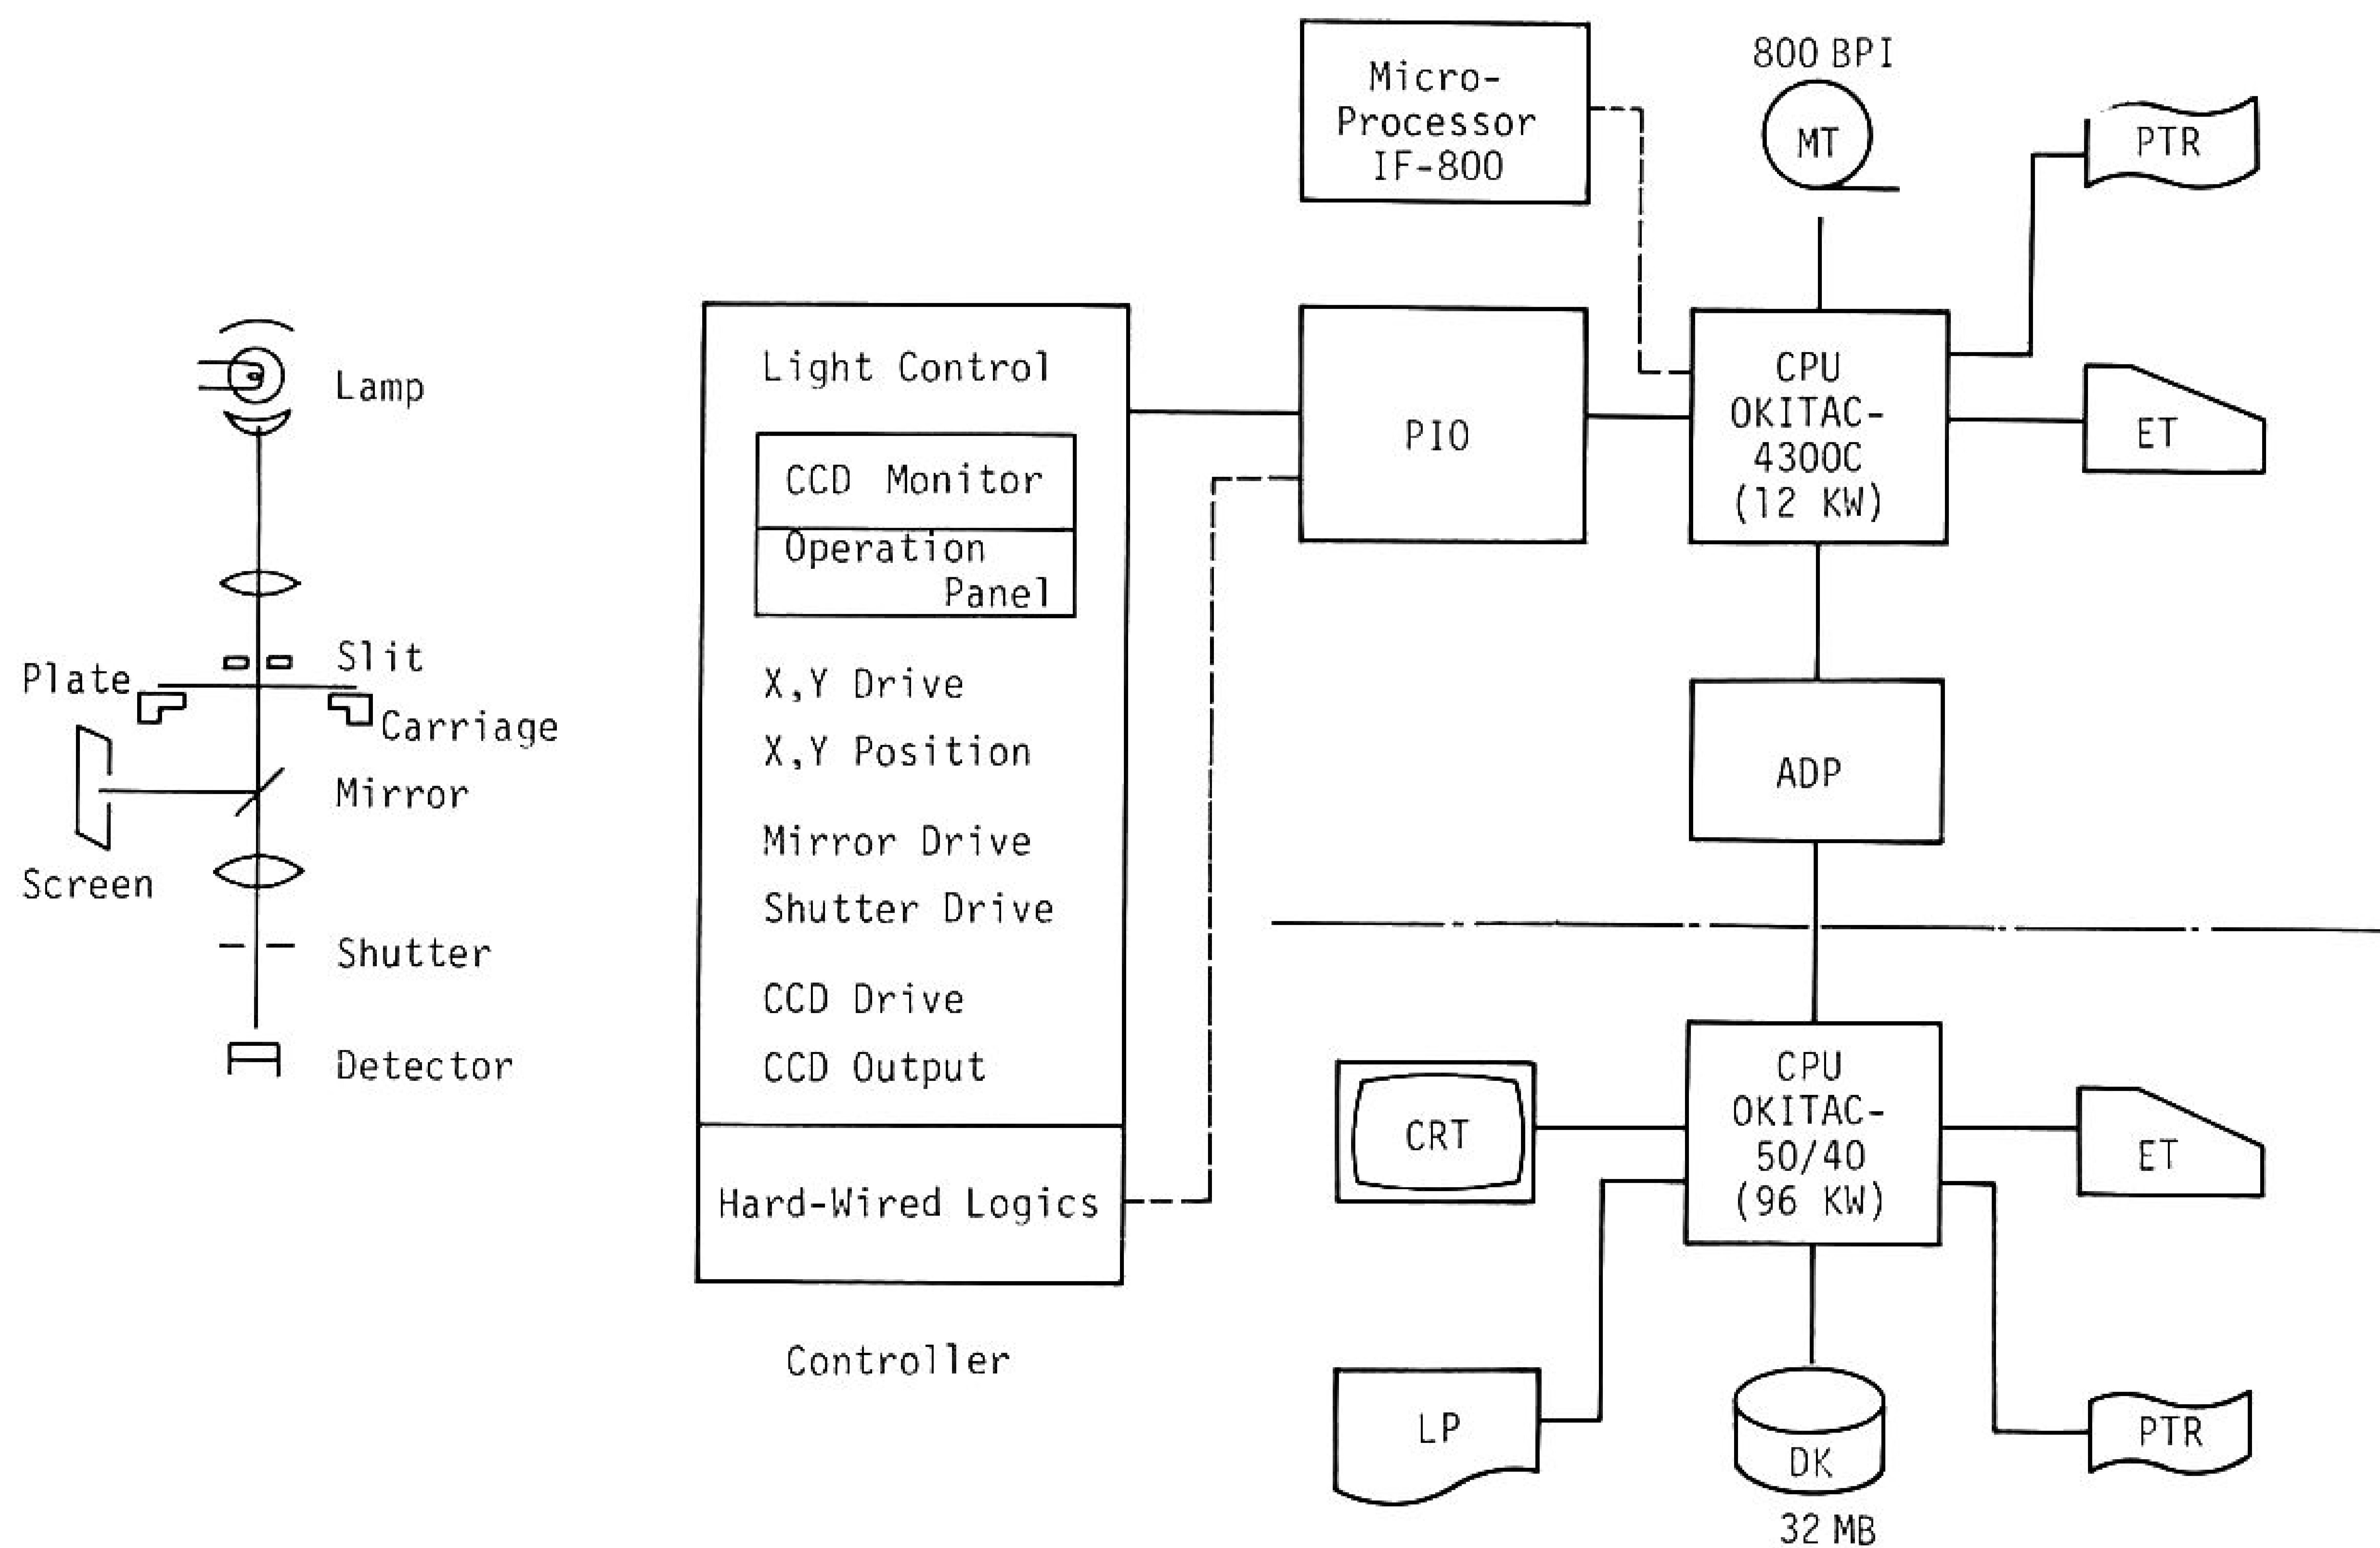 Lamp
Slit
Plate
Carriage
Mirror
Screen
Shutter
Detector
Light Control
CCD Monitor
Operation
Panel
X,Y Drive
X,Y Position
Mirror Drive
Shutter Drive
CCD Drive
CCD Output
Hard-Wired Logics
Controller
Micro-
Processor
IF-800
800 BPI
MT
PTR
PIO
CPU
OKITAC-
4300C
(12 KW)
ET
ADP
CRT
CPU
OKITAC-
50/40
(96 KW)
ET
LP
DK
32 MB
PTR